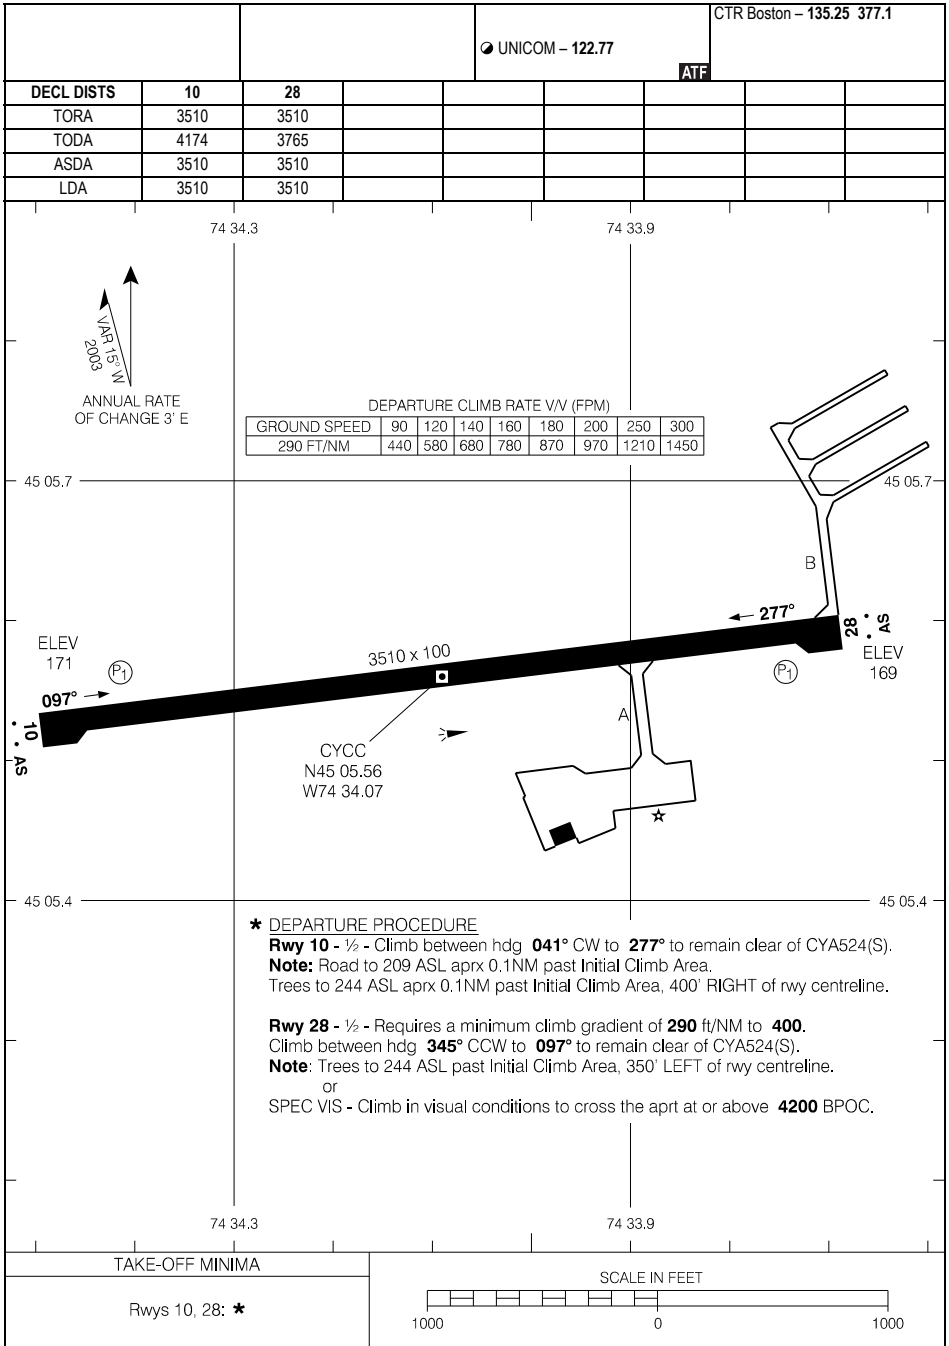 CTR Boston – 135.25 377.1
UNICOM – 122.77
ATF
DECL DISTS 10 28
TORA 3510 3510
TODA 4174 3765
ASDA 3510 3510
LDA 3510 3510
74 34.3 74 33.9
VAR 15° W
2003
ANNUAL RATE
OF CHANGE 3' E
DEPARTURE CLIMB RATE V/V (FPM)
GROUND SPEED 90 120 140 160 180 200 250 300
290 FT/NM 440 580 680 780 870 970 1210 1450
45 05.7 45 05.7
B
277°
28
AS
ELEV
169
3510 x 100
ELEV
171
P1
P1
097°
10
AS
A
CYCC
N45 05.56
W74 34.07
45 05.4 45 05.4
* DEPARTURE PROCEDURE
Rwy 10 - ½ - Climb between hdg 041° CW to 277° to remain clear of CYA524(S).
Note: Road to 209 ASL aprx 0.1NM past Initial Climb Area.
Trees to 244 ASL aprx 0.1NM past Initial Climb Area, 400' RIGHT of rwy centreline.
Rwy 28 - ½ - Requires a minimum climb gradient of 290 ft/NM to 400.
Climb between hdg 345° CCW to 097° to remain clear of CYA524(S).
Note: Trees to 244 ASL past Initial Climb Area, 350' LEFT of rwy centreline.
or
SPEC VIS - Climb in visual conditions to cross the aprt at or above 4200 BPOC.
74 34.3 74 33.9
TAKE-OFF MINIMA
Rwys 10, 28: *
SCALE IN FEET
1000 0 1000